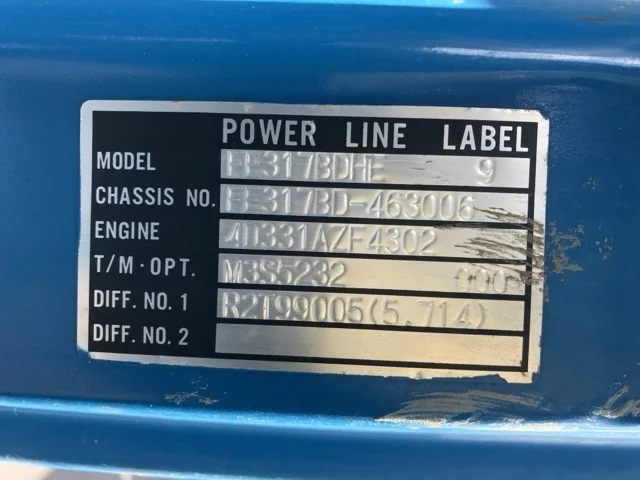 POWER LINE LABEL
MODEL FE317BDHE 9
CHASSIS NO. FE317BD-463006
ENGINE 4D331AZF4302
T/M·OPT. M3S5232 000
DIFF. NO. 1 R2T99005(5.714)
DIFF. NO. 2